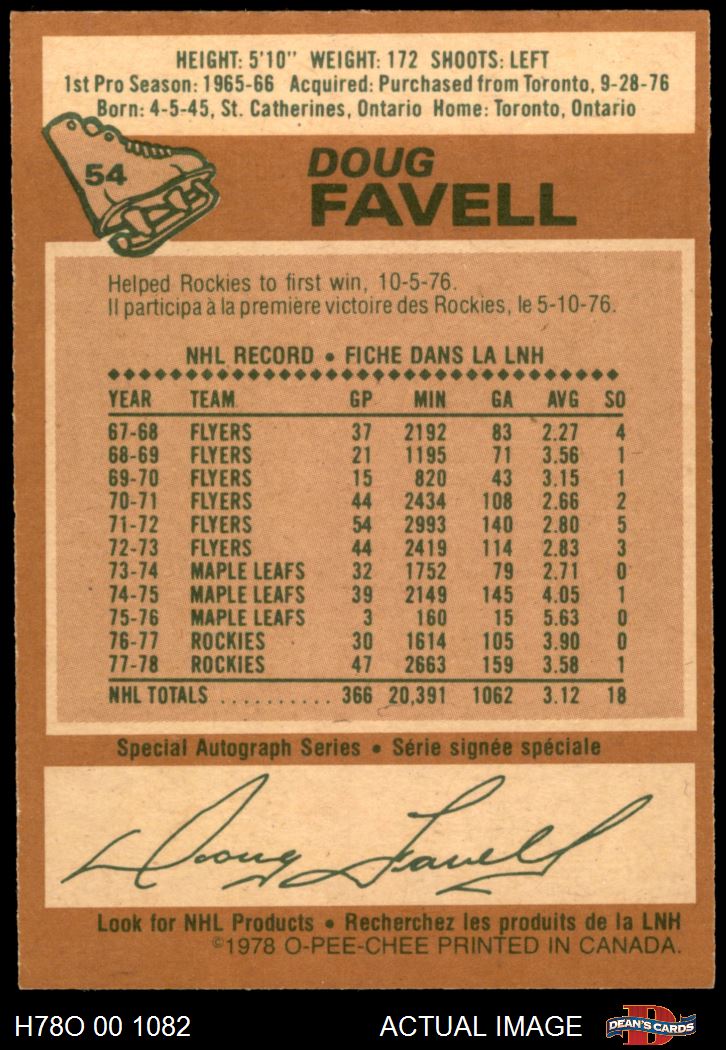 HEIGHT: 5'10" WEIGHT: 172 SHOOTS: LEFT
1st Pro Season: 1965-66 Acquired: Purchased from Toronto, 9-28-76
Born: 4-5-45, St. Catherines, Ontario Home: Toronto, Ontario
54
DOUG
FAVELL
Helped Rockies to first win, 10-5-76.
Il participa à la première victoire des Rockies, le 5-10-76.
NHL RECORD • FICHE DANS LA LNH
YEAR TEAM GP MIN GA AVG SO
67-68 FLYERS 37 2192 83 2.27 4
68-69 FLYERS 21 1195 71 3.56 1
69-70 FLYERS 15 820 43 3.15 1
70-71 FLYERS 44 2434 108 2.66 2
71-72 FLYERS 54 2993 140 2.80 5
72-73 FLYERS 44 2419 114 2.83 3
73-74 MAPLE LEAFS 32 1752 79 2.71 0
74-75 MAPLE LEAFS 39 2149 145 4.05 1
75-76 MAPLE LEAFS 3 160 15 5.63 0
76-77 ROCKIES 30 1614 105 3.90 0
77-78 ROCKIES 47 2663 159 3.58 1
NHL TOTALS .......... 366 20,391 1062 3.12 18
Special Autograph Series • Série signée spéciale
Doug Favell
Look for NHL Products • Recherchez les produits de la LNH
©1978 O-PEE-CHEE PRINTED IN CANADA.
H78O 00 1082 ACTUAL IMAGE D DEAN'S CARDS